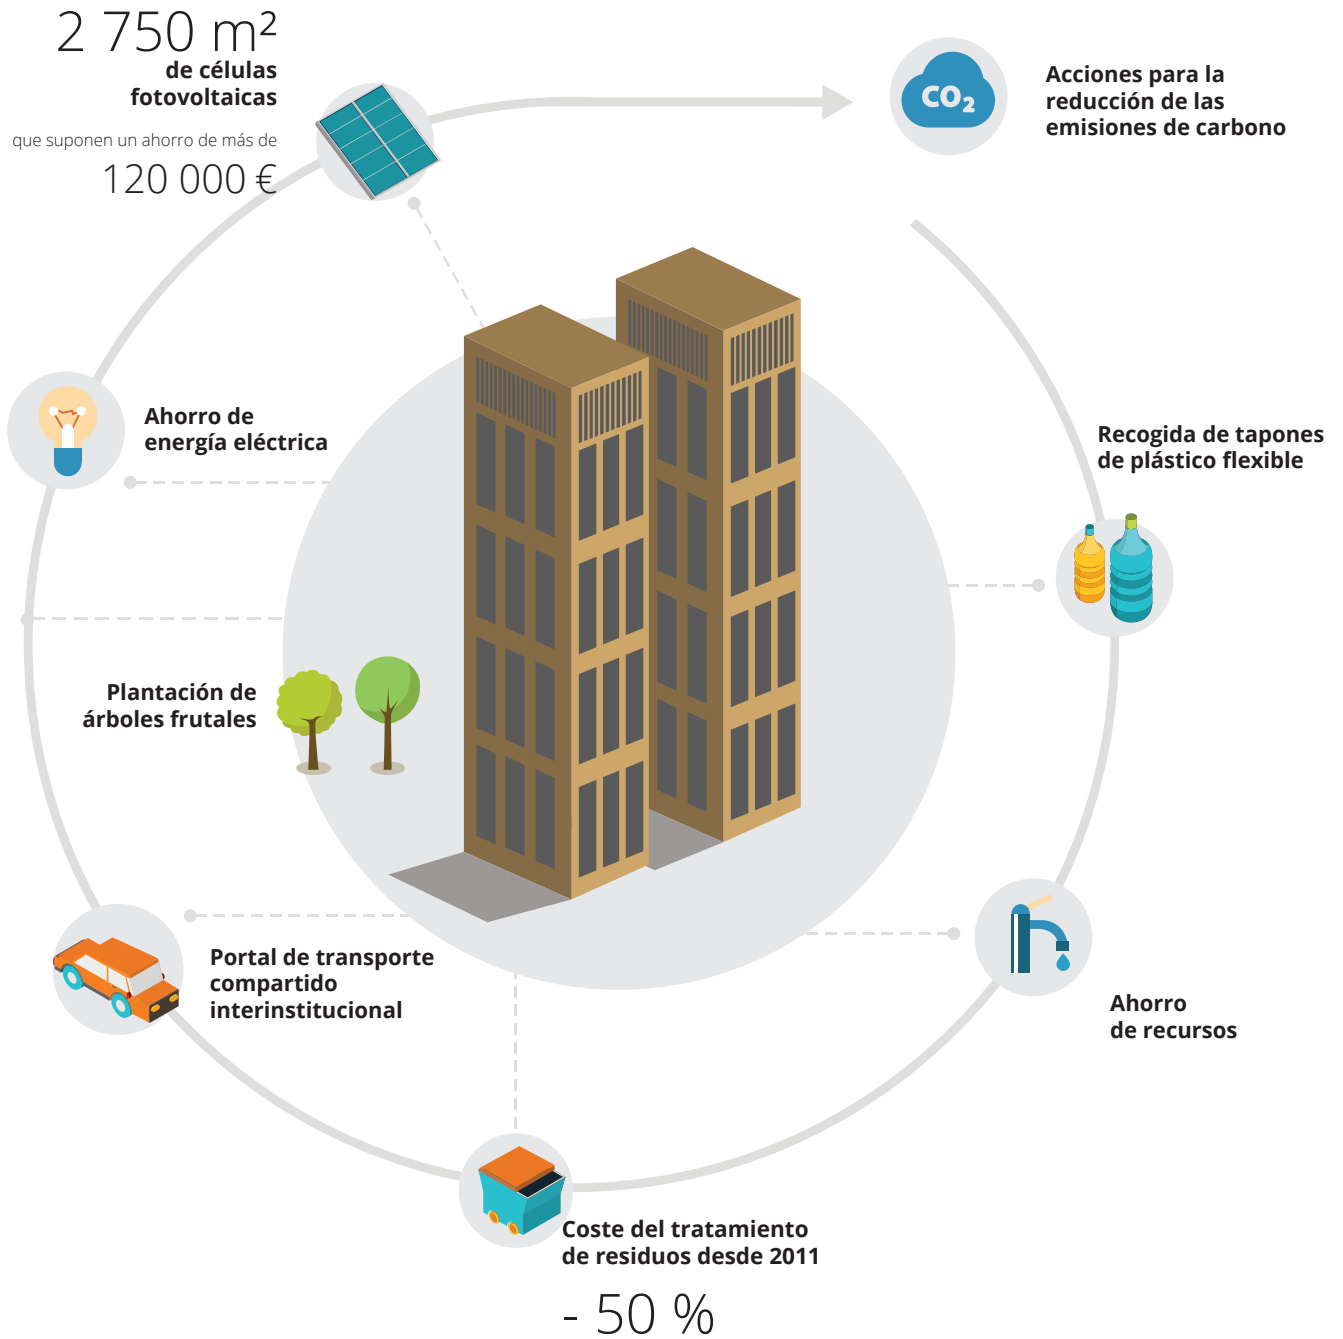 2 750 m²
de células
fotovoltaicas
que suponen un ahorro de más de
120 000 €
CO₂
Acciones para la
reducción de las
emisiones de carbono
Ahorro de
energía eléctrica
Recogida de tapones
de plástico flexible
Plantación de
árboles frutales
Portal de transporte
compartido
interinstitucional
Ahorro
de recursos
Coste del tratamiento
de residuos desde 2011
- 50 %